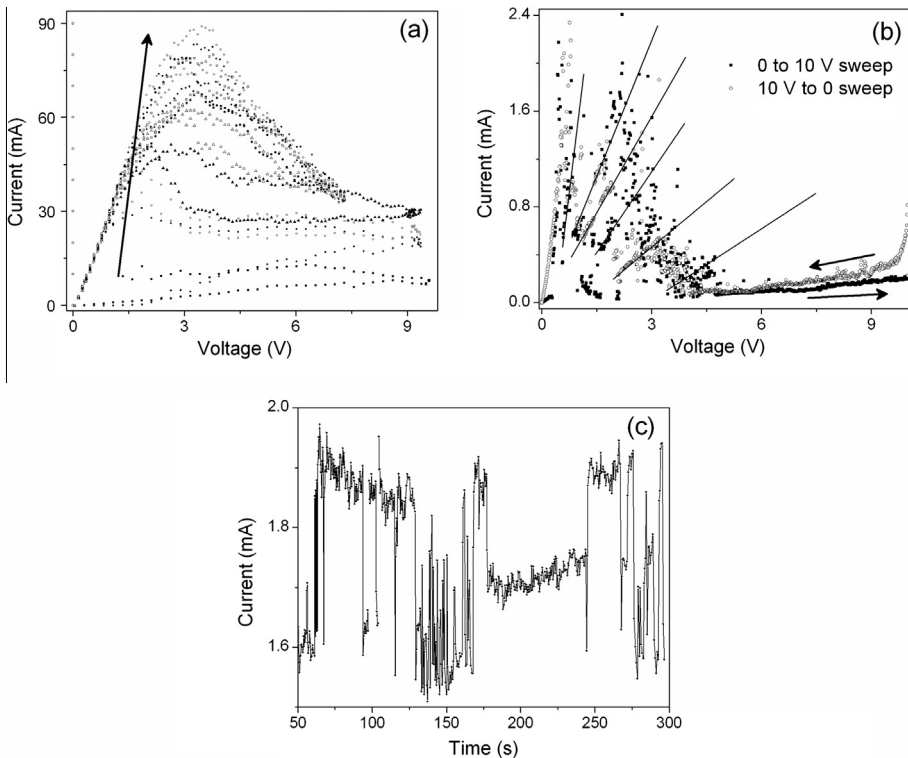 (a)
90
60
30
0
Current (mA)
0 3 6 9
Voltage (V)
(b)
2.4
1.6
0.8
0.0
Current (mA)
0 to 10 V sweep
10 V to 0 sweep
0 3 6 9
Voltage (V)
(c)
2.0
1.8
1.6
Current (mA)
50 100 150 200 250 300
Time (s)